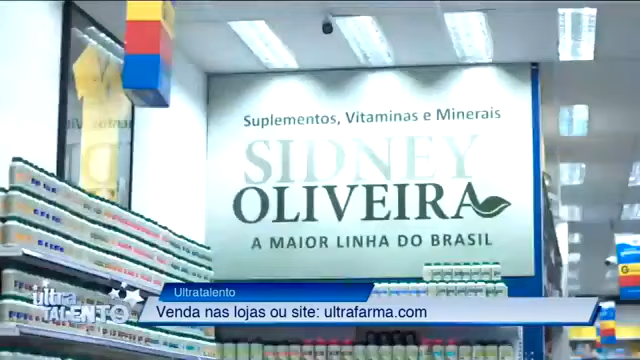 Suplementos, Vitaminas e Minerais
SIDNEY
OLIVEIRA
A MAIOR LINHA DO BRASIL
Ultratalento
ultra
TALENTO
Venda nas lojas ou site: ultrafarma.com